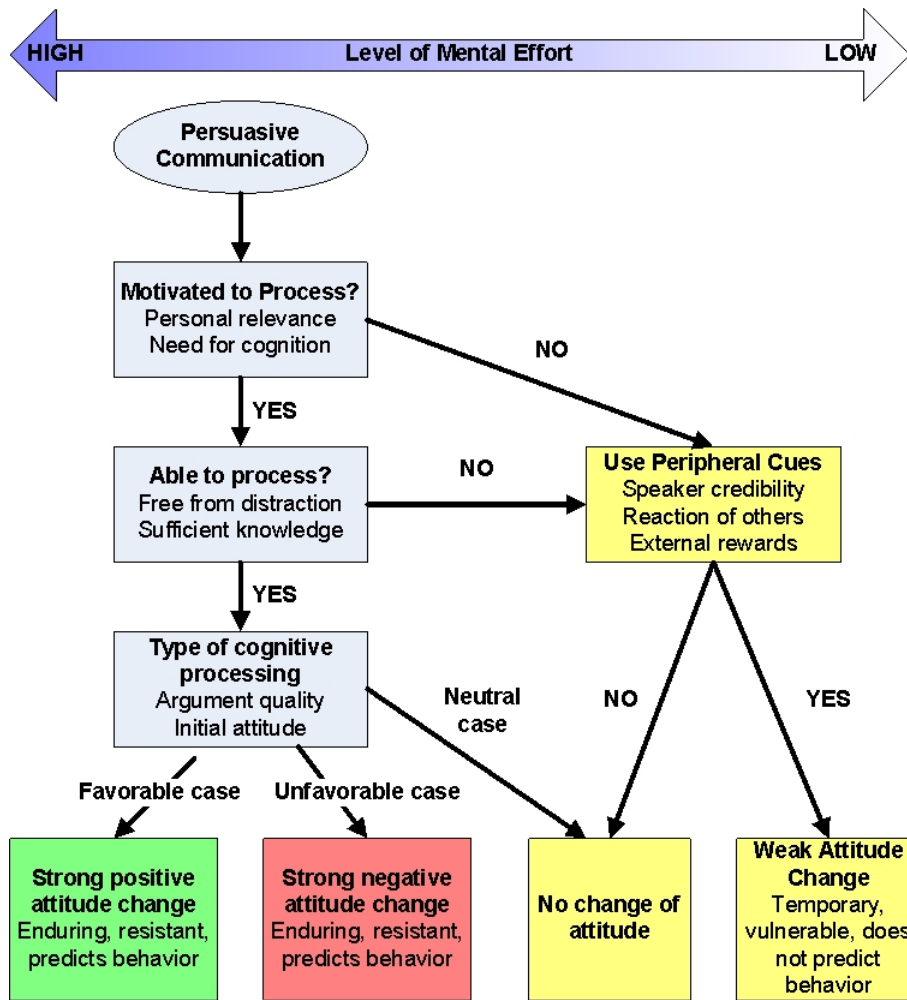 HIGH
Level of Mental Effort
LOW
Persuasive
Communication
Motivated to Process?
Personal relevance
Need for cognition
NO
YES
Able to process?
Free from distraction
Sufficient knowledge
NO
Use Peripheral Cues
Speaker credibility
Reaction of others
External rewards
YES
Type of cognitive
processing
Argument quality
Initial attitude
Neutral
case
NO
YES
Favorable case
Unfavorable case
Strong positive
attitude change
Enduring, resistant,
predicts behavior
Strong negative
attitude change
Enduring, resistant,
predicts behavior
No change of
attitude
Weak Attitude
Change
Temporary,
vulnerable, does
not predict
behavior